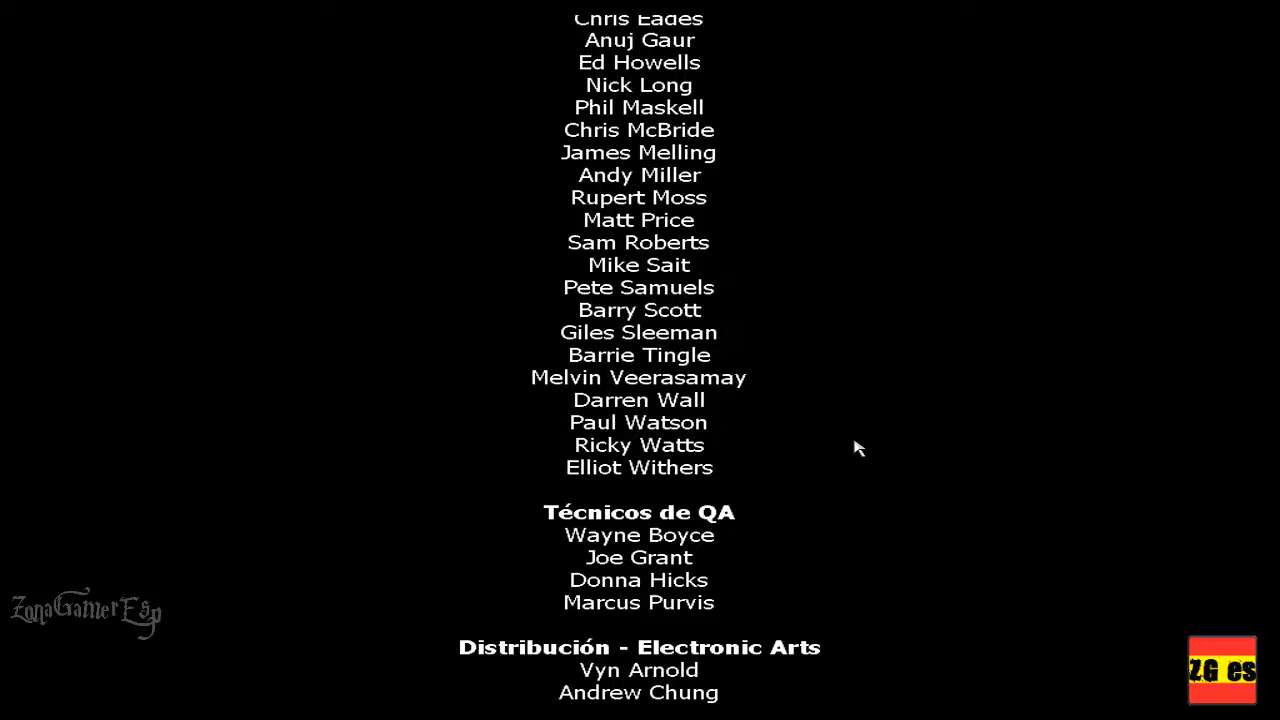 Chris Eades
Anuj Gaur
Ed Howells
Nick Long
Phil Maskell
Chris McBride
James Melling
Andy Miller
Rupert Moss
Matt Price
Sam Roberts
Mike Sait
Pete Samuels
Barry Scott
Giles Sleeman
Barrie Tingle
Melvin Veerasamay
Darren Wall
Paul Watson
Ricky Watts
Elliot Withers
Técnicos de QA
Wayne Boyce
Joe Grant
Donna Hicks
Marcus Purvis
Distribución - Electronic Arts
Vyn Arnold
Andrew Chung
ZonaGamerEsp
ZG es